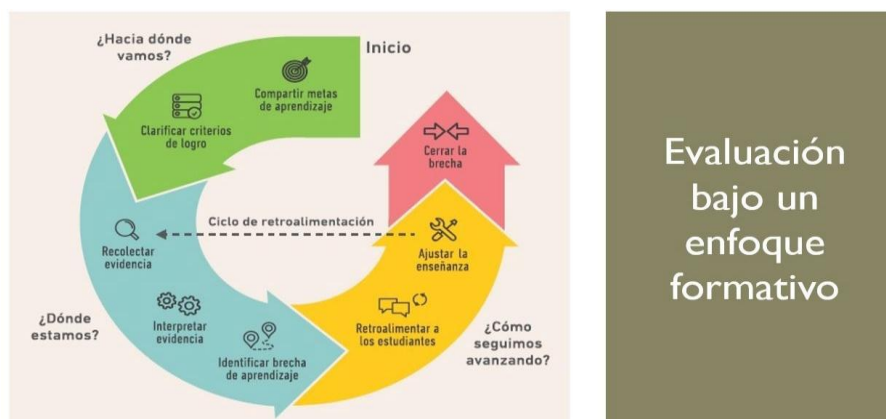 ¿Hacia dónde
vamos?
Inicio
Compartir metas
de aprendizaje
Clarificar criterios
de logro
Ciclo de retroalimentación
Recolectar
evidencia
¿Dónde
estamos?
Interpretar
evidencia
Identificar brecha
de aprendizaje
Retroalimentar a
los estudiantes
¿Cómo
seguimos
avanzando?
Ajustar la
enseñanza
Cerrar la
brecha
Evaluación
bajo un
enfoque
formativo